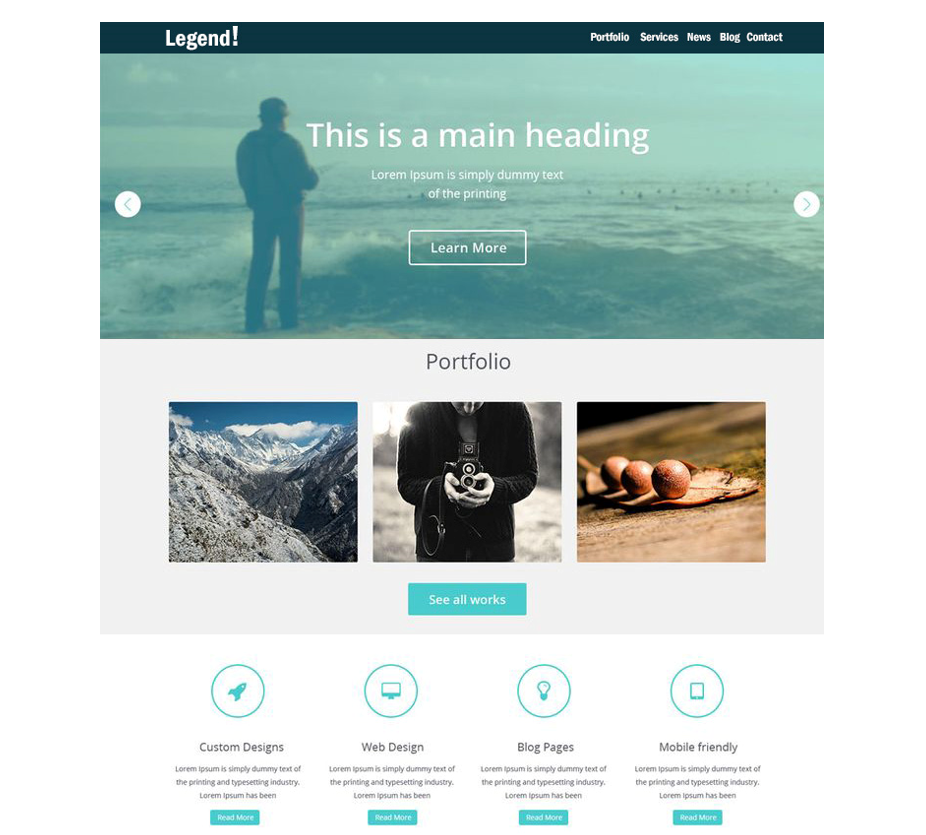 Legend!
Portfolio Services News Blog Contact
This is a main heading
Lorem Ipsum is simply dummy text
of the printing
Learn More
Portfolio
See all works
Custom Designs
Lorem Ipsum is simply dummy text of
the printing and typesetting industry.
Lorem Ipsum has been
Read More
Web Design
Lorem Ipsum is simply dummy text of
the printing and typesetting industry.
Lorem Ipsum has been
Read More
Blog Pages
Lorem Ipsum is simply dummy text of
the printing and typesetting industry.
Lorem Ipsum has been
Read More
Mobile friendly
Lorem Ipsum is simply dummy text of
the printing and typesetting industry.
Lorem Ipsum has been
Read More